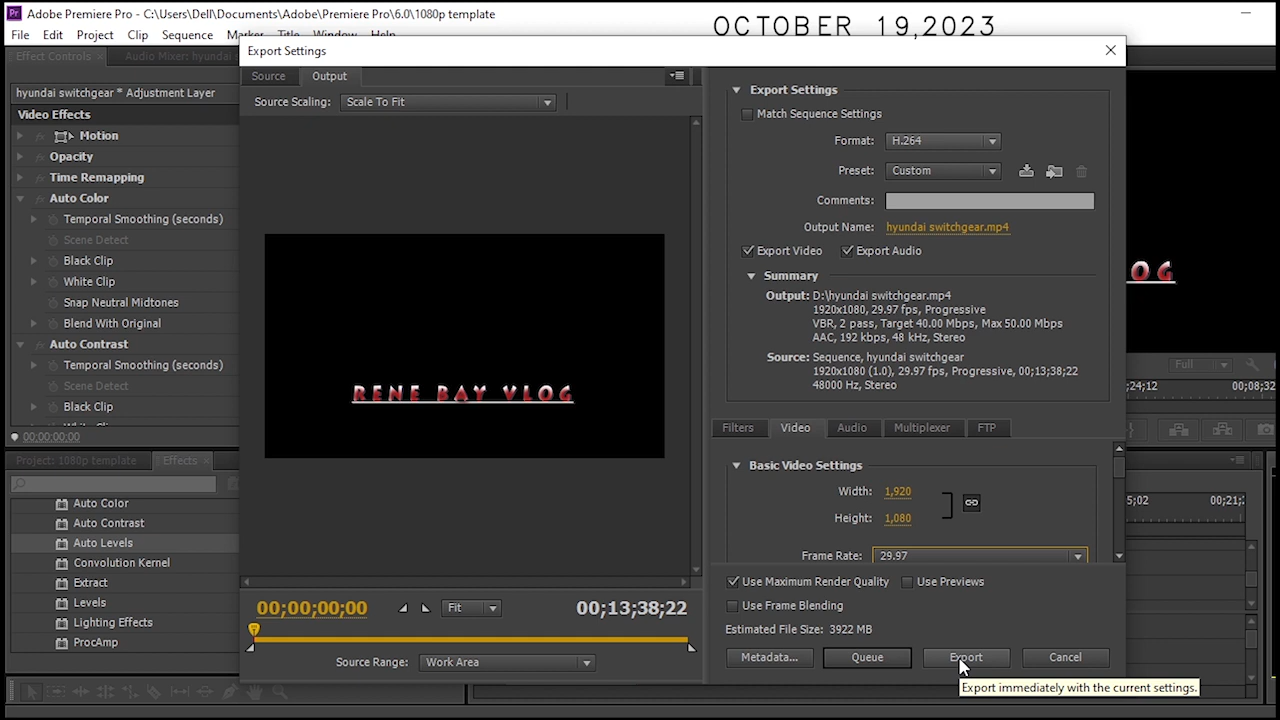 Adobe Premiere Pro - C:\Users\Dell\Documents\Adobe\Premiere Pro\6.0\1080p template
OCTOBER 19,2023
File Edit Project Clip Sequence Marker Title Window Help
Export Settings
Effect Controls
Audio Mixer: hyundai s
Source
Output
Source Scaling: Scale To Fit
hyundai switchgear * Adjustment Layer
Video Effects
Motion
Opacity
Time Remapping
Auto Color
Temporal Smoothing (seconds)
Scene Detect
Black Clip
White Clip
Snap Neutral Midtones
Blend With Original
Auto Contrast
Temporal Smoothing (seconds)
Scene Detect
Black Clip
White Clip
00;00;00;00
Project: 1080p template
Effects
Auto Color
Auto Contrast
Auto Levels
Convolution Kernel
Extract
Levels
Lighting Effects
ProcAmp
RENE BAY VLOG
00;00;00;00
Fit
00;13;38;22
Source Range: Work Area
Export Settings
Match Sequence Settings
Format: H.264
Preset: Custom
Comments:
Output Name: hyundai switchgear.mp4
Export Video
Export Audio
Summary
Output: D:\hyundai switchgear.mp4
1920x1080, 29.97 fps, Progressive
VBR, 2 pass, Target 40.00 Mbps, Max 50.00 Mbps
AAC, 192 kbps, 48 kHz, Stereo
Source: Sequence, hyundai switchgear
1920x1080 (1.0), 29.97 fps, Progressive, 00;13;38;22
48000 Hz, Stereo
Filters
Video
Audio
Multiplexer
FTP
Basic Video Settings
Width: 1,920
Height: 1,080
Frame Rate: 29.97
Use Maximum Render Quality
Use Previews
Use Frame Blending
Estimated File Size: 3922 MB
Metadata...
Queue
Export
Cancel
Export immediately with the current settings.
OG
Full
;24;12
00;08;32
5;02
00;21;